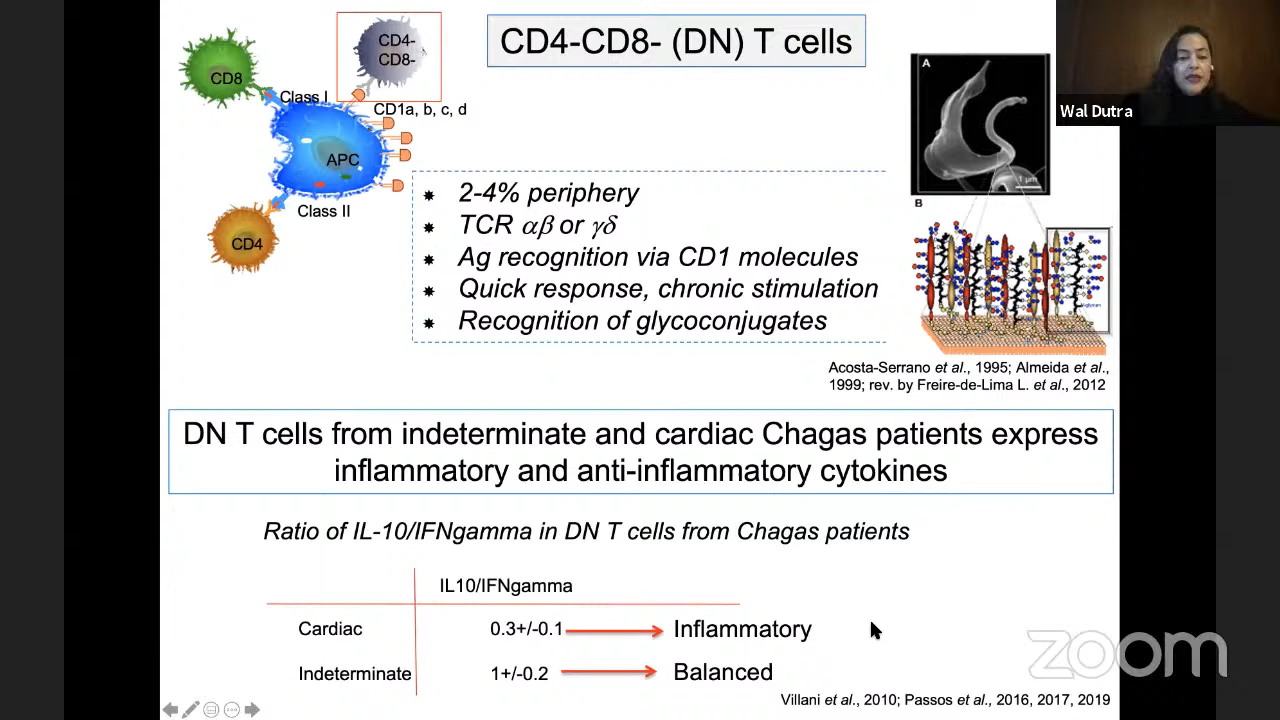 CD4-CD8- (DN) T cells
CD8
CD4-
CD8-
Class I
CD1a, b, c, d
APC
Class II
CD4
2-4% periphery
TCR αβ or γδ
Ag recognition via CD1 molecules
Quick response, chronic stimulation
Recognition of glycoconjugates
A
1 µm
B
Acosta-Serrano et al., 1995; Almeida et al.,
1999; rev. by Freire-de-Lima L. et al., 2012
Wal Dutra
DN T cells from indeterminate and cardiac Chagas patients express
inflammatory and anti-inflammatory cytokines
Ratio of IL-10/IFNgamma in DN T cells from Chagas patients
IL10/IFNgamma
Cardiac 0.3+/-0.1 Inflammatory
Indeterminate 1+/-0.2 Balanced
Villani et al., 2010; Passos et al., 2016, 2017, 2019
zoom